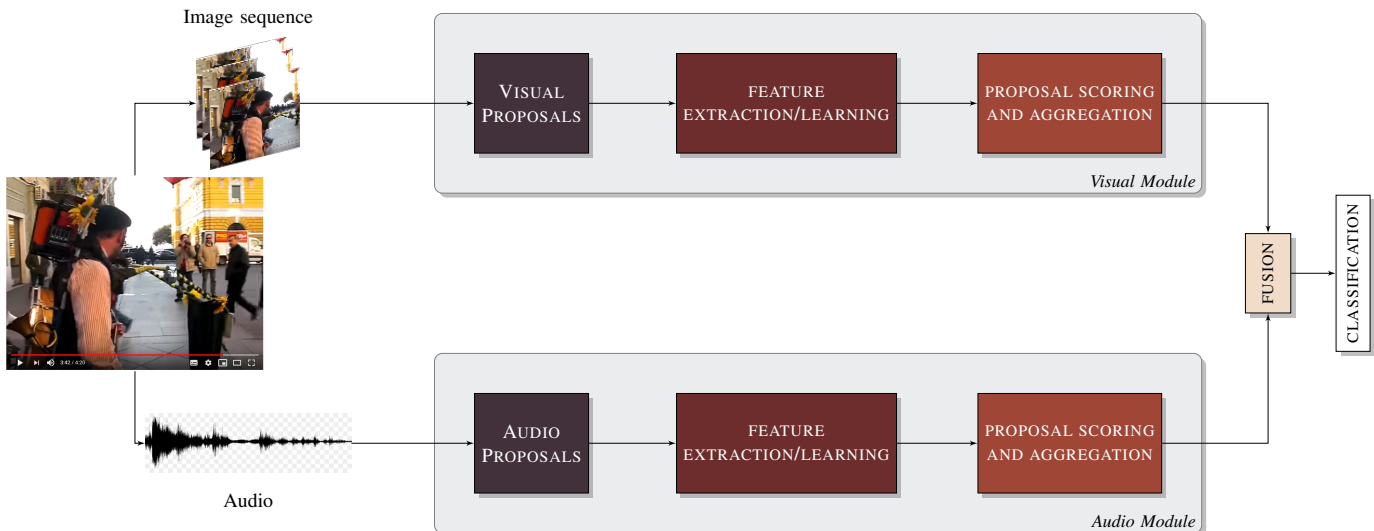 Image sequence
VISUAL
PROPOSALS
FEATURE
EXTRACTION/LEARNING
PROPOSAL SCORING
AND AGGREGATION
Visual Module
3:42 / 4:20
FUSION
CLASSIFICATION
AUDIO
PROPOSALS
FEATURE
EXTRACTION/LEARNING
PROPOSAL SCORING
AND AGGREGATION
Audio Module
Audio